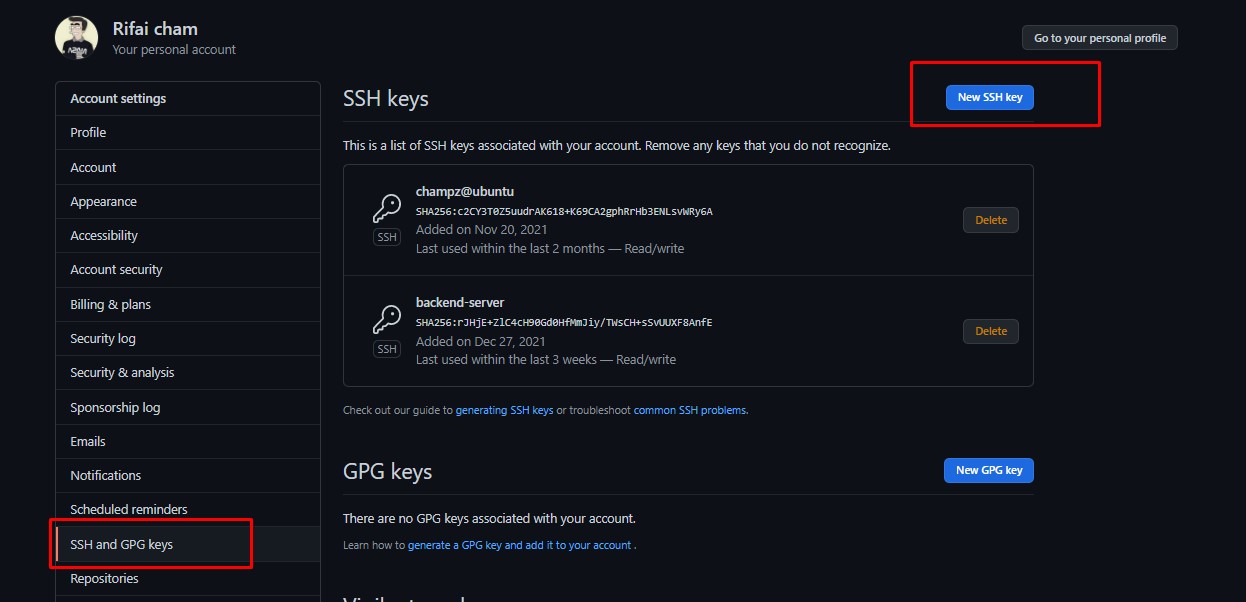 Rifai cham
Your personal account
Go to your personal profile
Account settings
Profile
Account
Appearance
Accessibility
Account security
Billing & plans
Security log
Security & analysis
Sponsorship log
Emails
Notifications
Scheduled reminders
SSH and GPG keys
Repositories
SSH keys
New SSH key
This is a list of SSH keys associated with your account. Remove any keys that you do not recognize.
champz@ubuntu
SHA256:c2CY3T0Z5uudrAK618+K69CA2gphRrHb3ENLsvWRy6A
Added on Nov 20, 2021
Last used within the last 2 months — Read/write
SSH
Delete
backend-server
SHA256:rJHjE+ZlC4cH90Gd0HfMmJiy/TWsCH+sSvUUXF8AnfE
Added on Dec 27, 2021
Last used within the last 3 weeks — Read/write
SSH
Delete
Check out our guide to generating SSH keys or troubleshoot common SSH problems.
GPG keys
New GPG key
There are no GPG keys associated with your account.
Learn how to generate a GPG key and add it to your account .